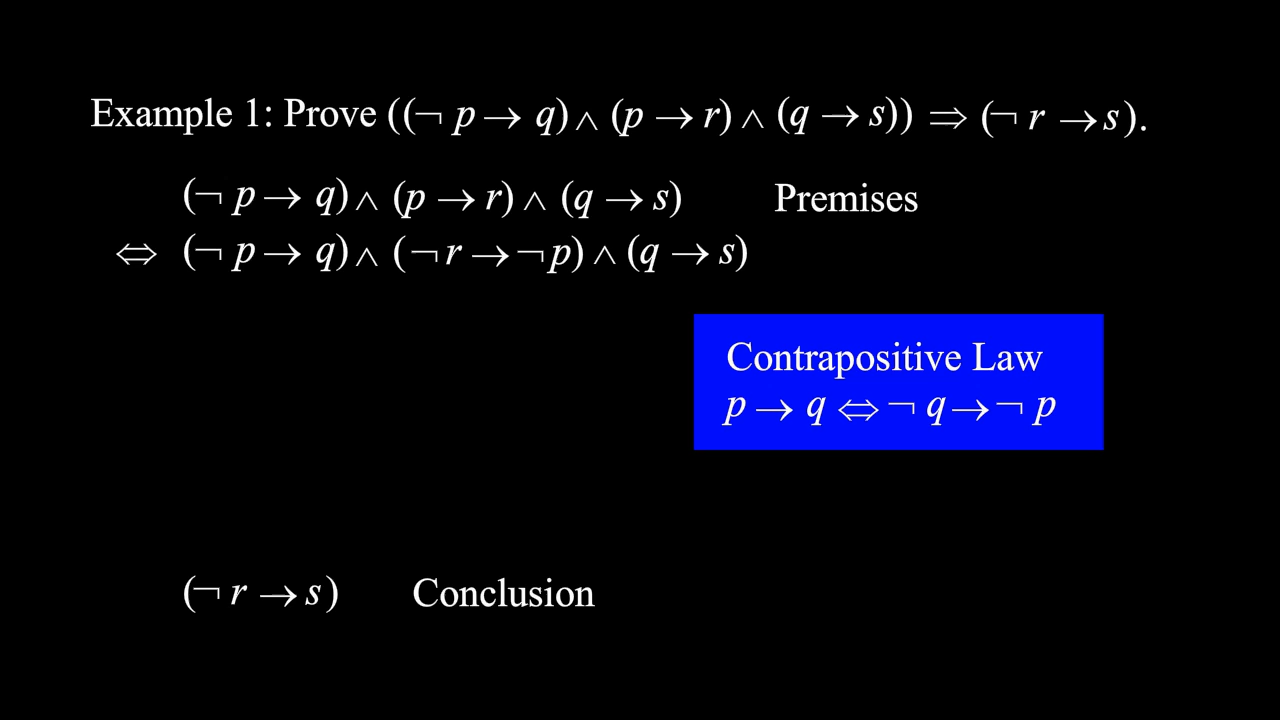 Example 1: Prove ((¬ p → q) ∧ (p → r) ∧ (q → s)) ⇒ (¬ r → s).
(¬ p → q) ∧ (p → r) ∧ (q → s) Premises
⇔ (¬ p → q) ∧ (¬ r → ¬ p) ∧ (q → s)
Contrapositive Law
p → q ⇔ ¬ q → ¬ p
(¬ r → s) Conclusion